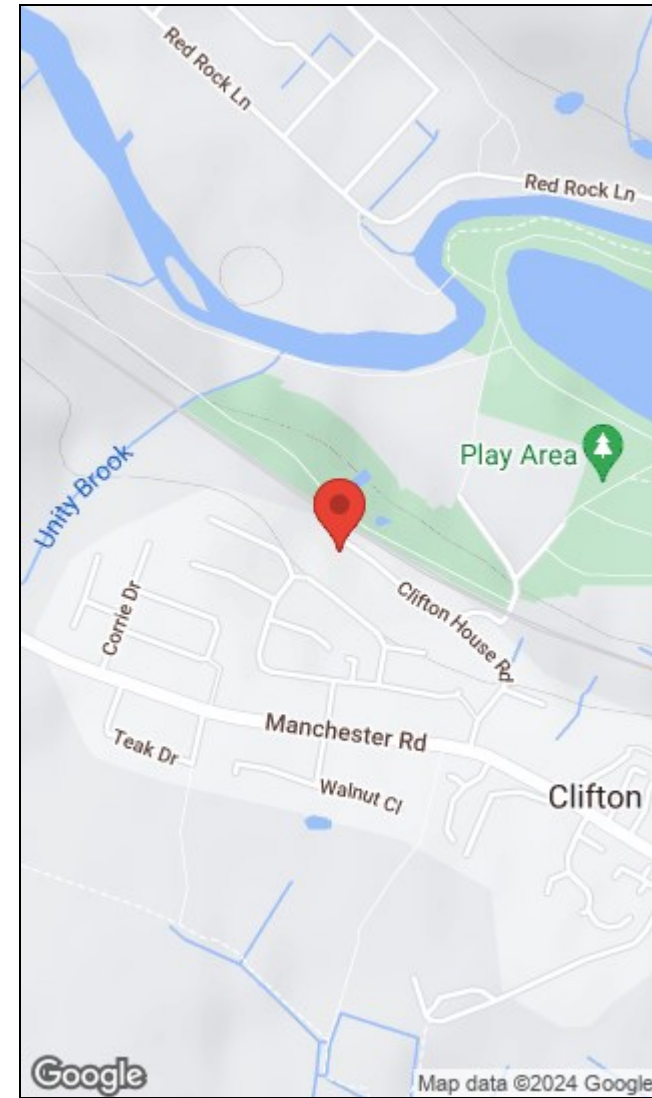 Red Rock Ln
Red Rock Ln
Play Area
Unity Brook
Clifton House Rd
Corrie Dr
Manchester Rd
Teak Dr
Walnut Cl
Clifton
Google
Map data ©2024 Google